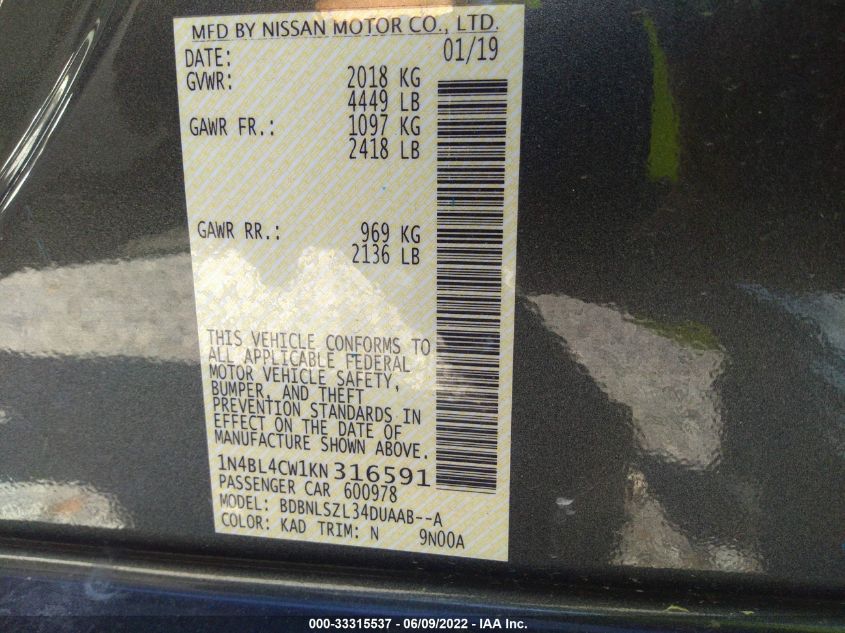 MFD BY NISSAN MOTOR CO., LTD.
DATE: 01/19
GVWR: 2018 KG
4449 LB
GAWR FR.: 1097 KG
2418 LB
GAWR RR.: 969 KG
2136 LB
THIS VEHICLE CONFORMS TO
ALL APPLICABLE FEDERAL
MOTOR VEHICLE SAFETY,
BUMPER, AND THEFT
PREVENTION STANDARDS IN
EFFECT ON THE DATE OF
MANUFACTURE SHOWN ABOVE.
1N4BL4CW1KN316591
PASSENGER CAR 600978
MODEL: BDBNLSZL34DUAAB--A
COLOR: KAD TRIM: N 9N00A
000-33315537 - 06/09/2022 - IAA Inc.